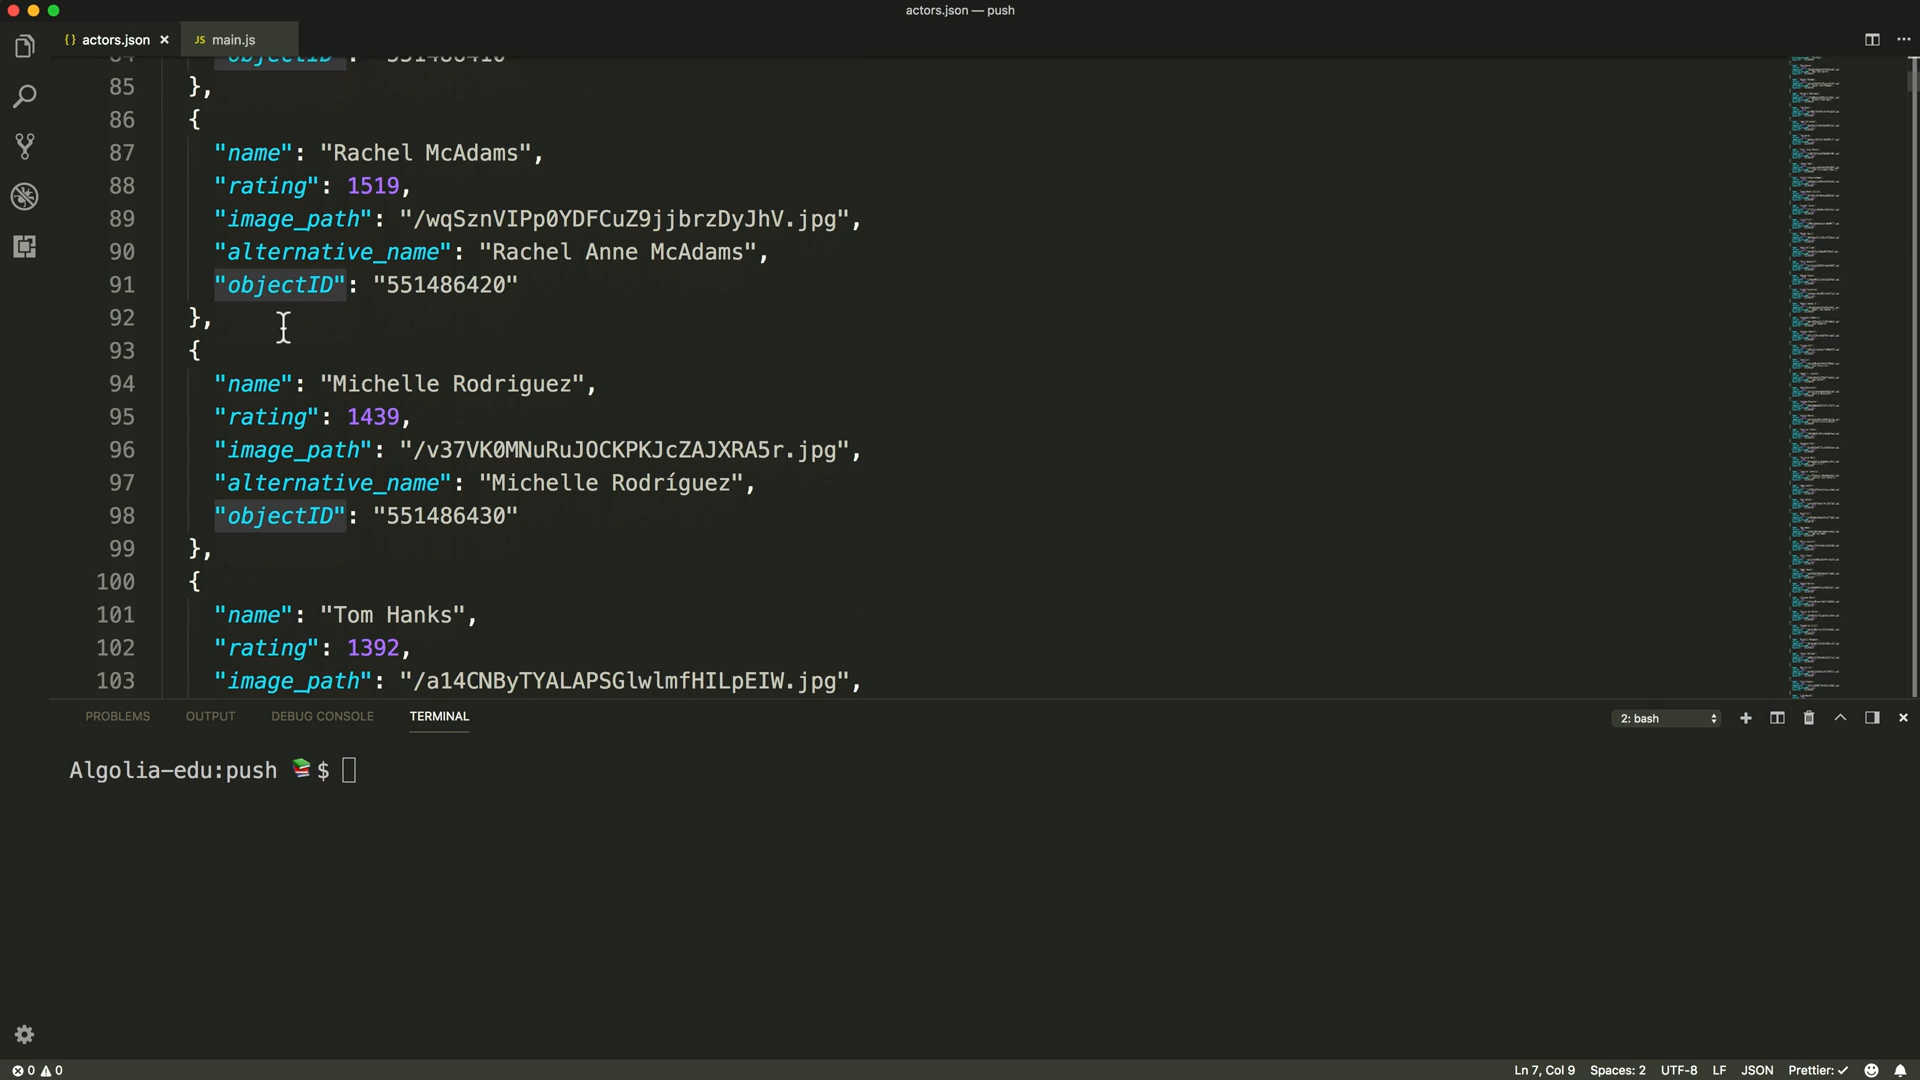 actors.json — push
{} actors.json ×
JS main.js
84 "objectID": "551486410"
85 },
86 {
87 "name": "Rachel McAdams",
88 "rating": 1519,
89 "image_path": "/wqSznVIPp0YDFCuZ9jjbrzDyJhV.jpg",
90 "alternative_name": "Rachel Anne McAdams",
91 "objectID": "551486420"
92 },
93 {
94 "name": "Michelle Rodriguez",
95 "rating": 1439,
96 "image_path": "/v37VK0MNuRuJOCKPKJcZAJXRA5r.jpg",
97 "alternative_name": "Michelle Rodríguez",
98 "objectID": "551486430"
99 },
100 {
101 "name": "Tom Hanks",
102 "rating": 1392,
103 "image_path": "/a14CNByTYALAPSGlwlmfHILpEIW.jpg",
PROBLEMS OUTPUT DEBUG CONSOLE TERMINAL 2: bash
Algolia-edu:push 📚$
0 0 Ln 7, Col 9 Spaces: 2 UTF-8 LF JSON Prettier: ✓